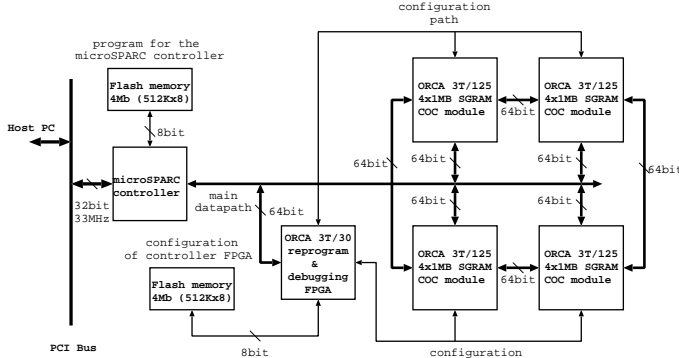 configuration
path
program for the
microSPARC controller
Flash memory
4Mb (512Kx8)
ORCA 3T/125
4x1MB SGRAM
COC module
ORCA 3T/125
4x1MB SGRAM
COC module
64bit
Host PC
8bit
64bit
64bit
64bit
64bit
microSPARC
controller
32bit
33MHz
main
datapath
64bit
64bit
64bit
configuration
of controller FPGA
Flash memory
4Mb (512Kx8)
ORCA 3T/30
reprogram
&
debugging
FPGA
ORCA 3T/125
4x1MB SGRAM
COC module
ORCA 3T/125
4x1MB SGRAM
COC module
64bit
PCI Bus
8bit
configuration